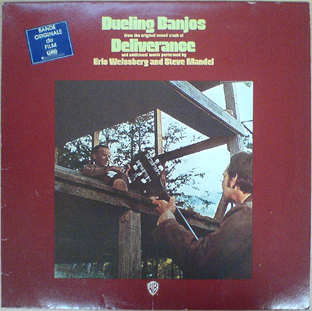 Dueling Banjos
from the original sound track of
Deliverance
and additional music performed by
Eric Weissberg and Steve Mandel
BANDE
ORIGINALE
du
FILM